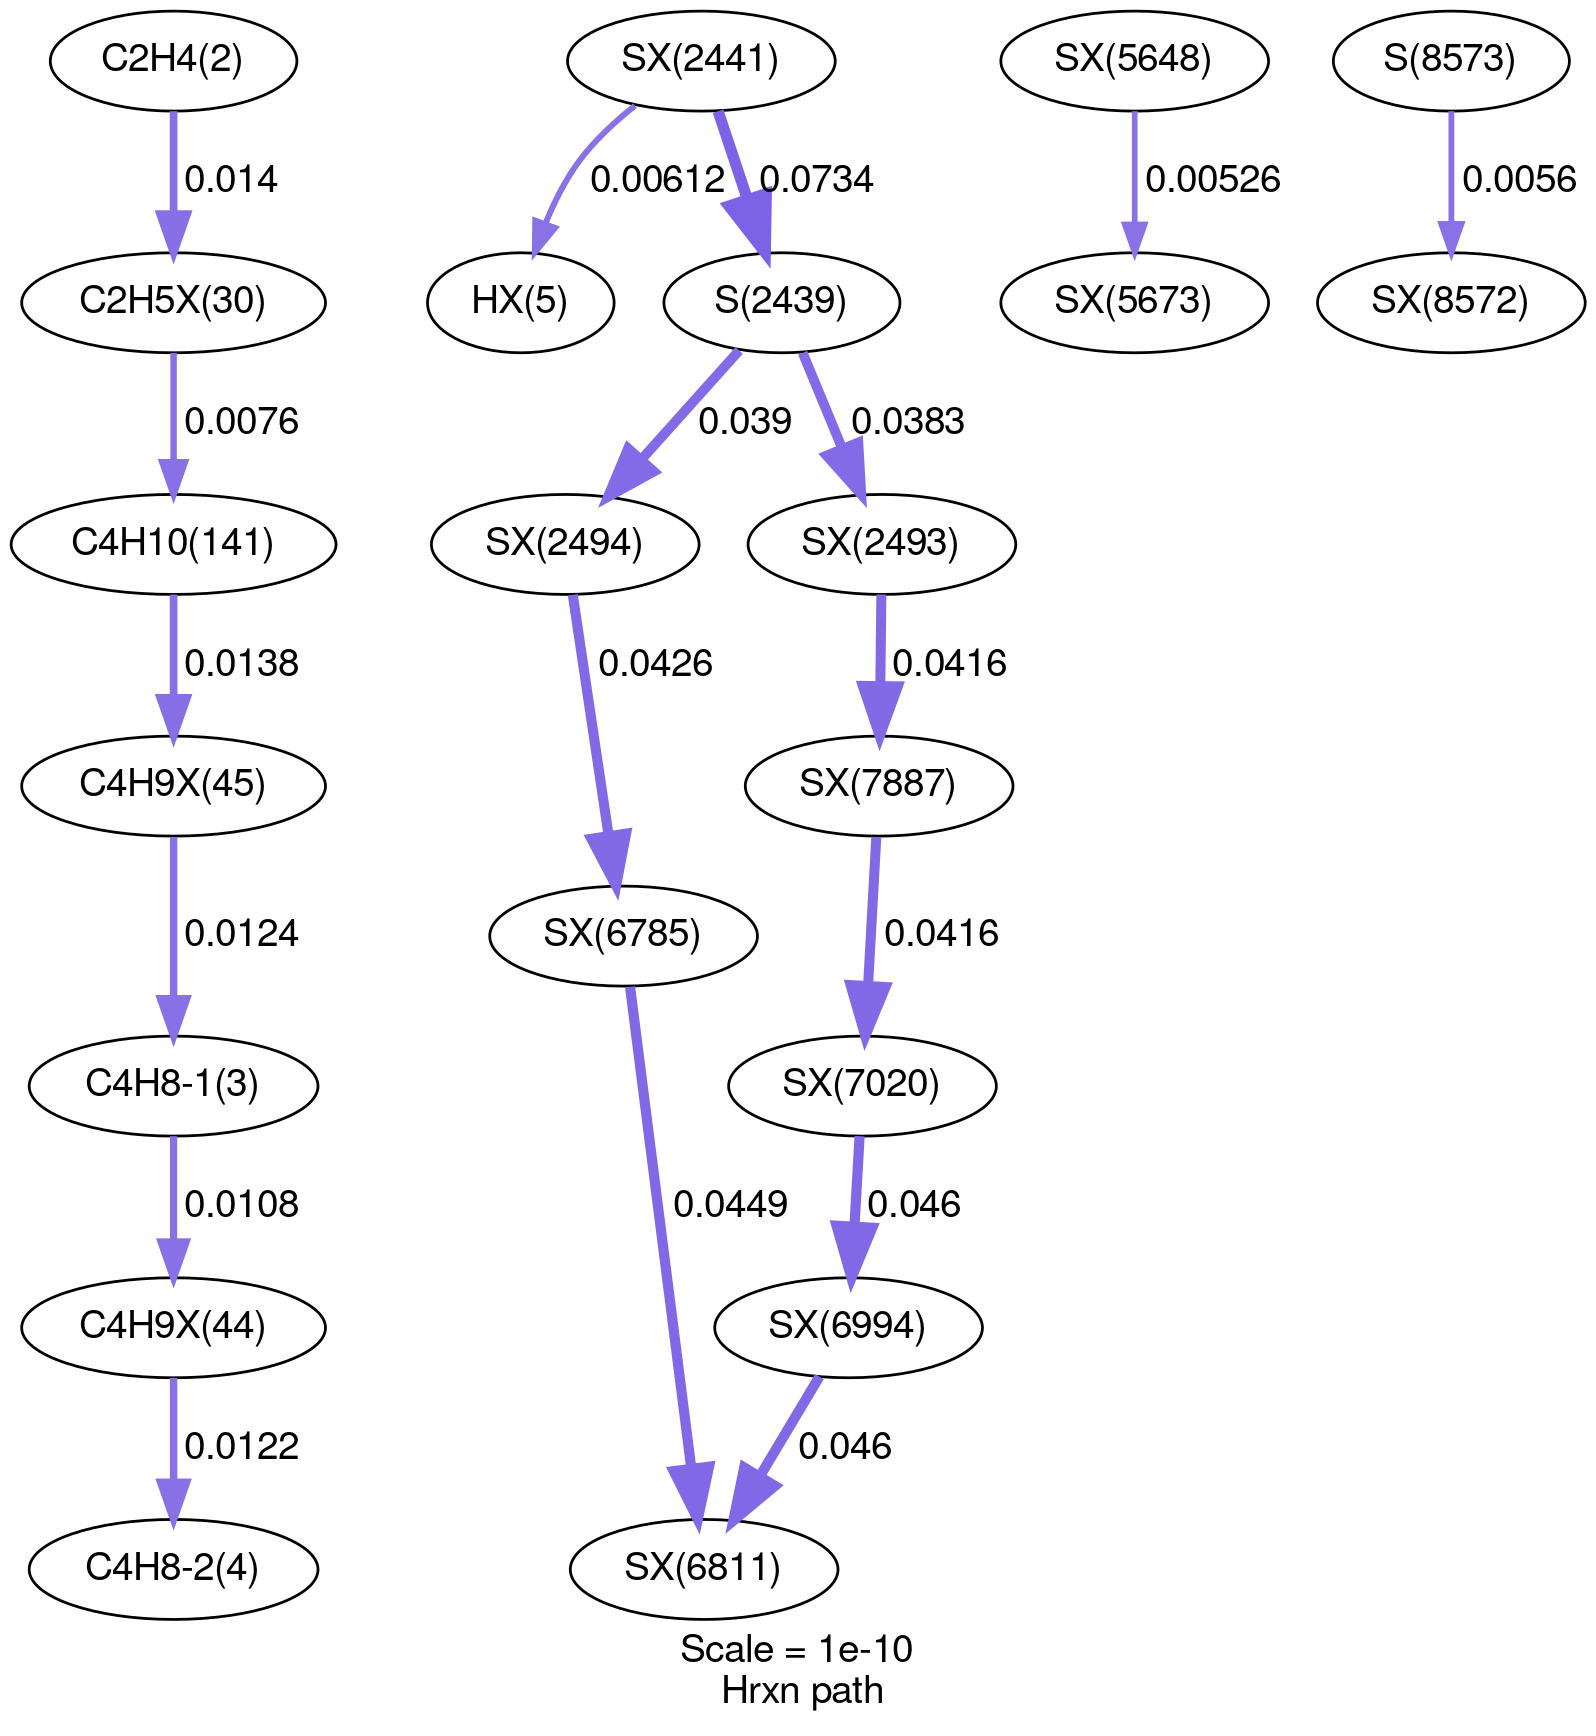 C2H4(2)
SX(2441)
SX(5648)
S(8573)
0.014
0.00612
0.0734
0.00526
0.0056
C2H5X(30)
HX(5)
S(2439)
SX(5673)
SX(8572)
0.0076
0.039
0.0383
C4H10(141)
SX(2494)
SX(2493)
0.0138
0.0426
0.0416
C4H9X(45)
SX(7887)
0.0124
SX(6785)
0.0416
C4H8-1(3)
SX(7020)
0.0108
0.0449
0.046
C4H9X(44)
SX(6994)
0.0122
0.046
C4H8-2(4)
SX(6811)
Scale = 1e-10
Hrxn path